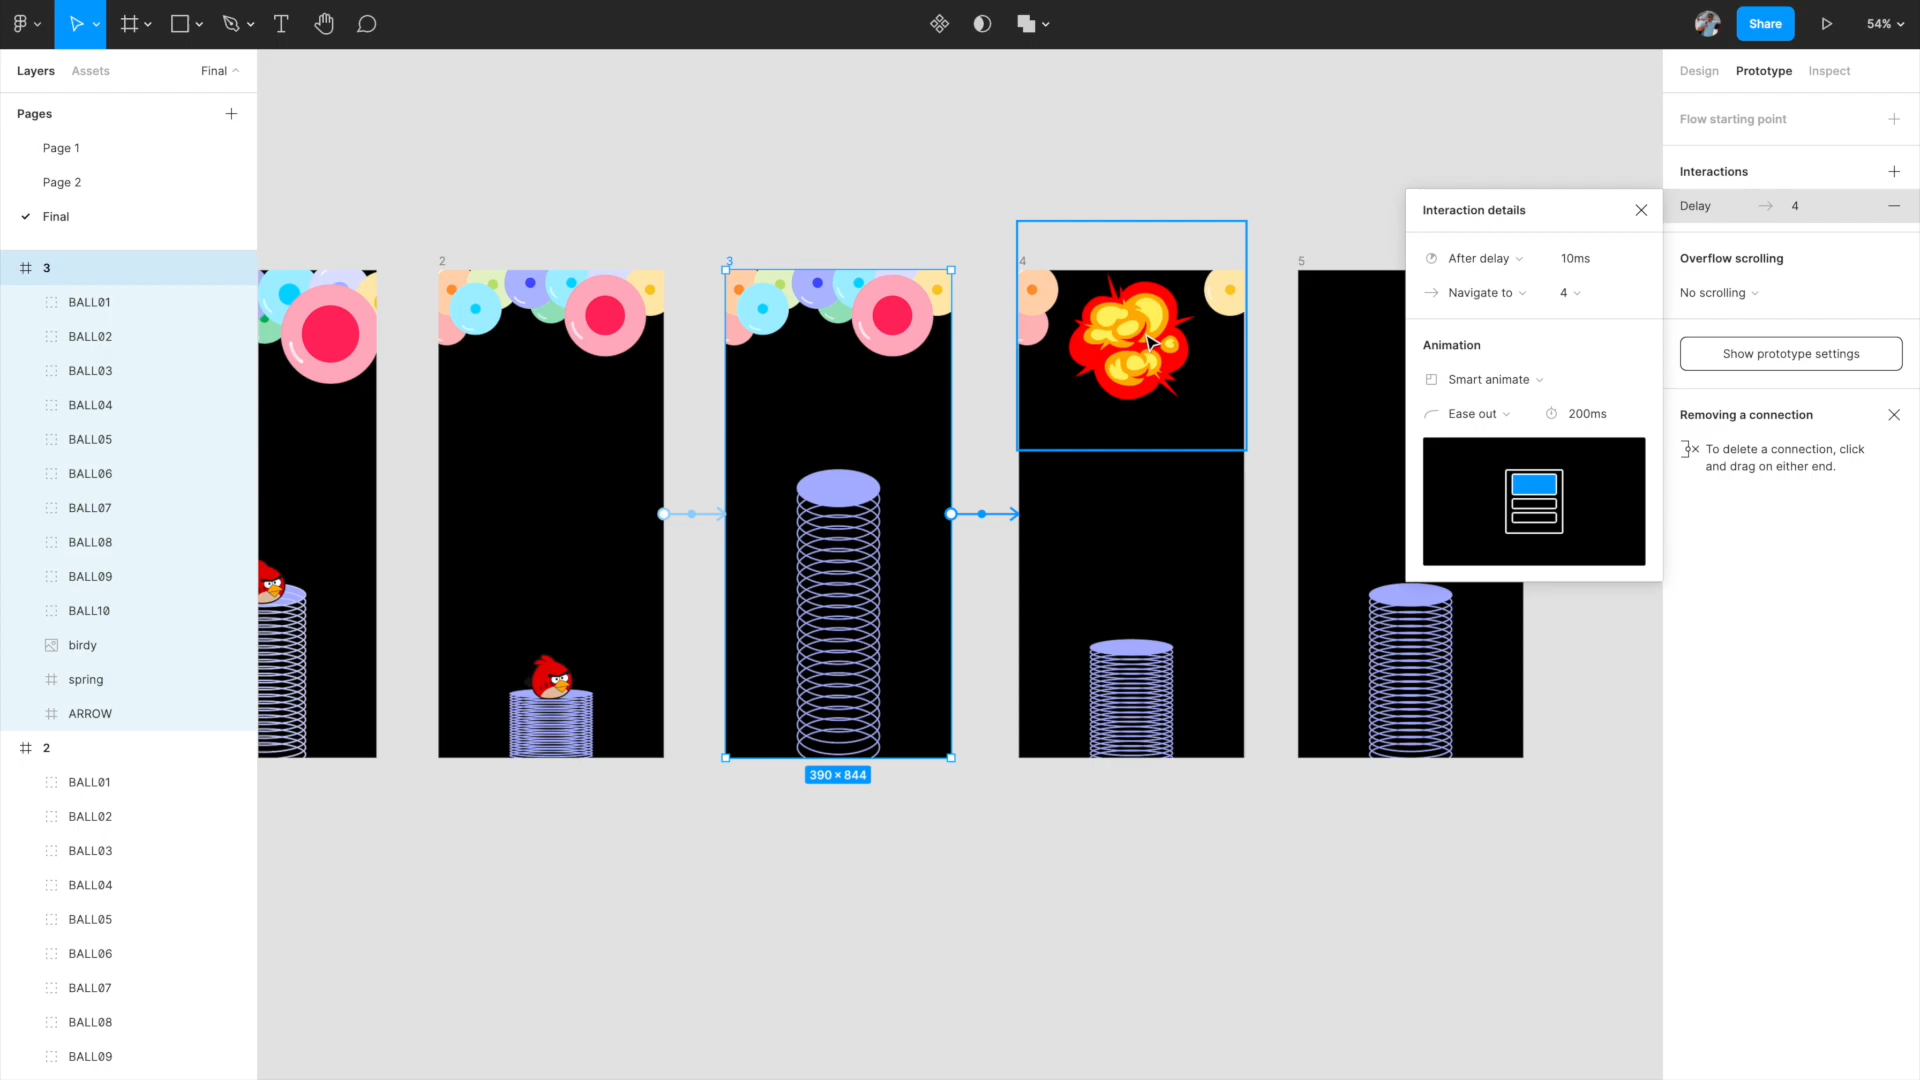 Share
54%
Layers
Assets
Final
Pages
Page 1
Page 2
Final
3
BALL01
BALL02
BALL03
BALL04
BALL05
BALL06
BALL07
BALL08
BALL09
BALL10
birdy
spring
ARROW
2
BALL01
BALL02
BALL03
BALL04
BALL05
BALL06
BALL07
BALL08
BALL09
2
3
4
5
390 × 844
Interaction details
After delay
10ms
Navigate to
4
Animation
Smart animate
Ease out
200ms
Design
Prototype
Inspect
Flow starting point
Interactions
Delay
4
Overflow scrolling
No scrolling
Show prototype settings
Removing a connection
To delete a connection, click
and drag on either end.